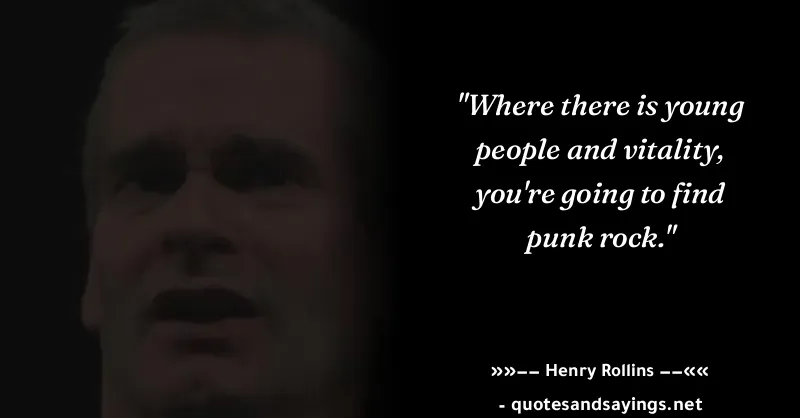 "Where there is young
people and vitality,
you're going to find
punk rock."
»»–– Henry Rollins ––««
- quotesandsayings.net